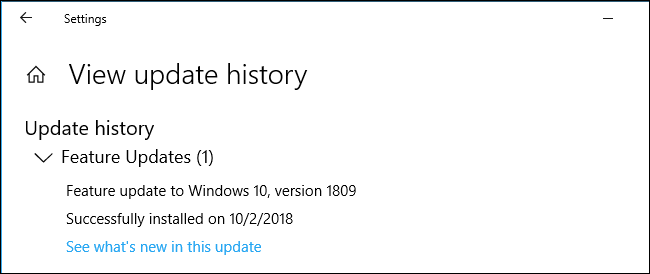 Settings
View update history
Update history
Feature Updates (1)
Feature update to Windows 10, version 1809
Successfully installed on 10/2/2018
See what's new in this update